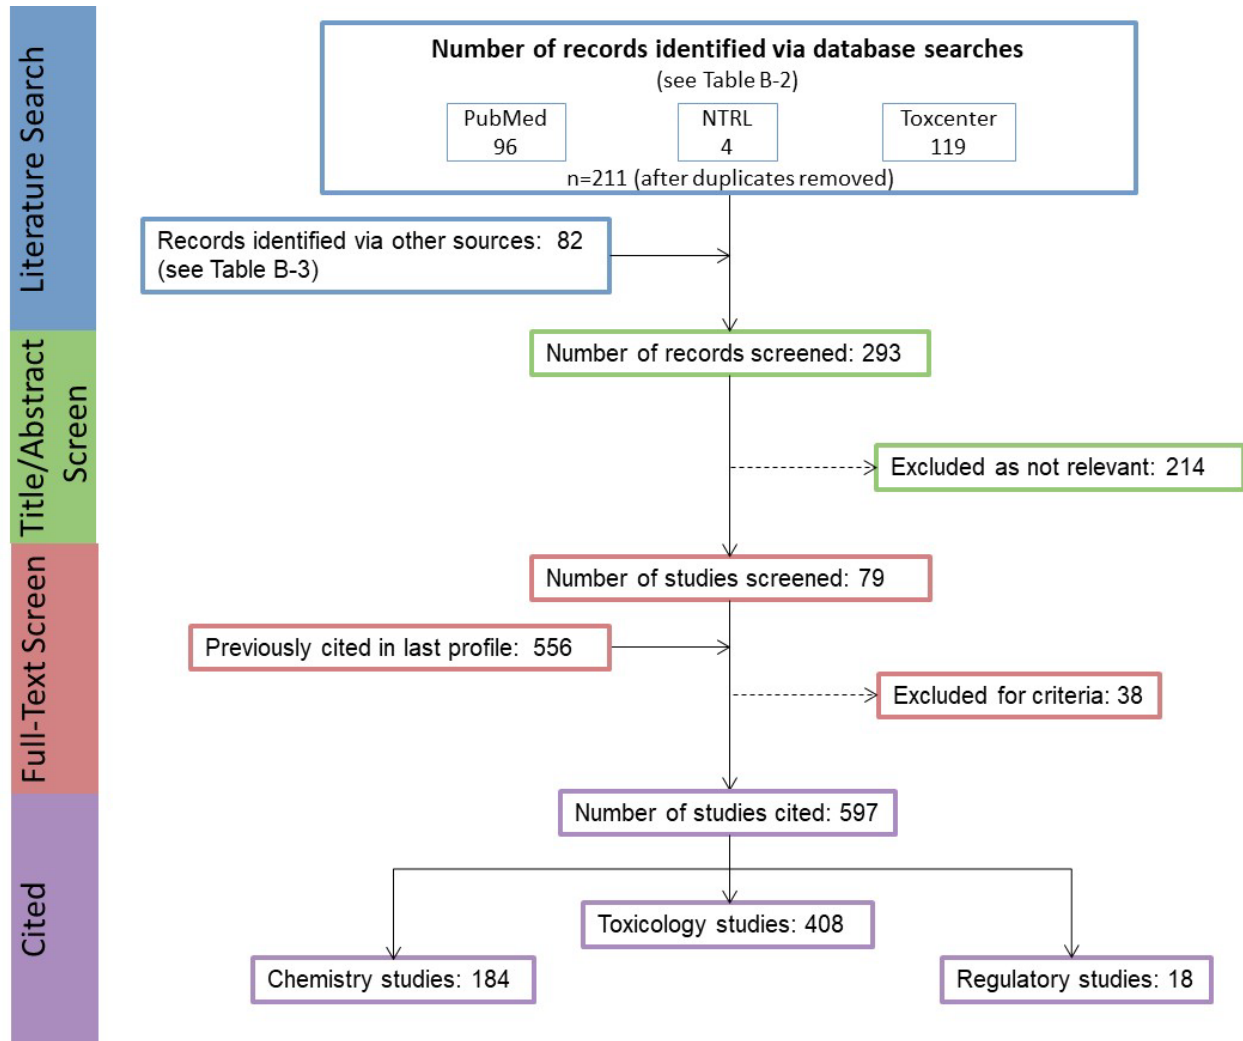 Literature Search
Number of records identified via database searches
(see Table B-2)
PubMed
96
NTRL
4
Toxcenter
119
n=211 (after duplicates removed)
Records identified via other sources: 82
(see Table B-3)
Title/Abstract
Screen
Number of records screened: 293
Excluded as not relevant: 214
Full-Text Screen
Number of studies screened: 79
Previously cited in last profile: 556
Excluded for criteria: 38
Cited
Number of studies cited: 597
Toxicology studies: 408
Chemistry studies: 184
Regulatory studies: 18